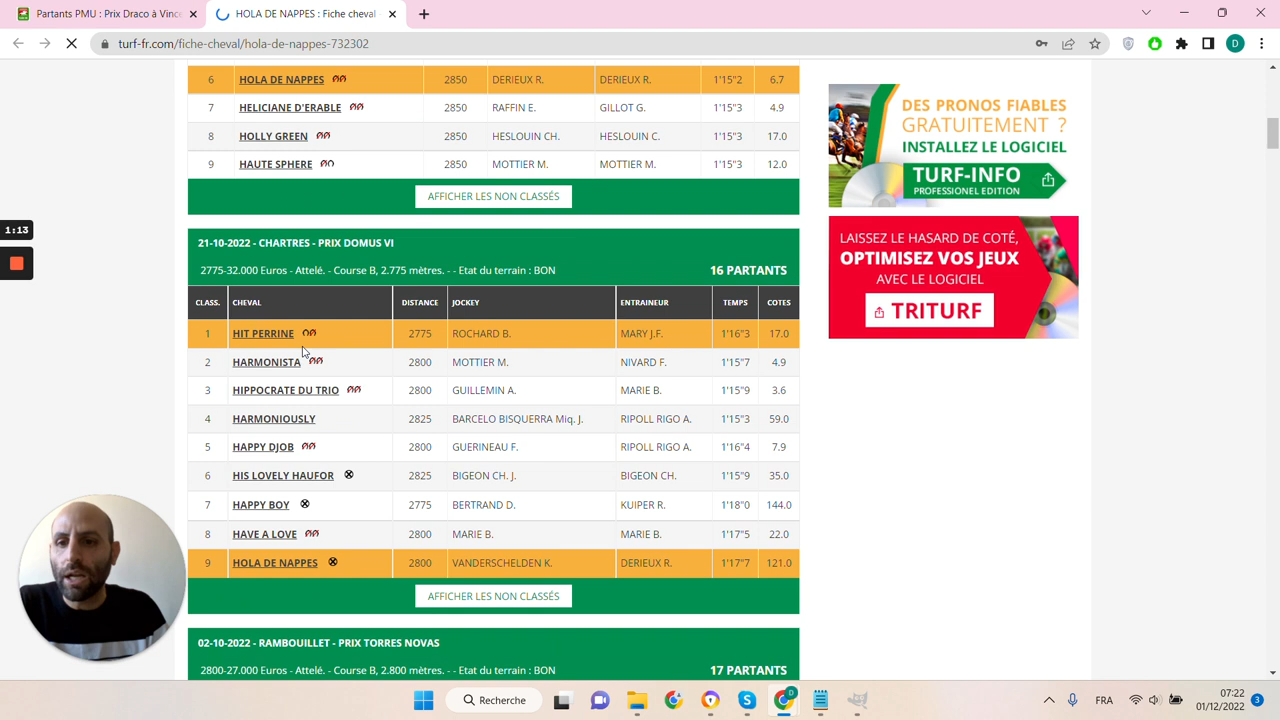 Partants PMU : Prix Draco à Vince
HOLA DE NAPPES : Fiche cheval
turf-fr.com/fiche-cheval/hola-de-nappes-732302
D
6 HOLA DE NAPPES 2850 DERIEUX R. DERIEUX R. 1'15"2 6.7
7 HELICIANE D'ERABLE 2850 RAFFIN E. GILLOT G. 1'15"3 4.9
8 HOLLY GREEN 2850 HESLOUIN CH. HESLOUIN C. 1'15"3 17.0
9 HAUTE SPHERE 2850 MOTTIER M. MOTTIER M. 1'15"3 12.0
AFFICHER LES NON CLASSÉS
21-10-2022 - CHARTRES - PRIX DOMUS VI
2775-32.000 Euros - Attelé. - Course B, 2.775 mètres. - - Etat du terrain : BON 16 PARTANTS
CLASS. CHEVAL DISTANCE JOCKEY ENTRAINEUR TEMPS COTES
1 HIT PERRINE 2775 ROCHARD B. MARY J.F. 1'16"3 17.0
2 HARMONISTA 2800 MOTTIER M. NIVARD F. 1'15"7 4.9
3 HIPPOCRATE DU TRIO 2800 GUILLEMIN A. MARIE B. 1'15"9 3.6
4 HARMONIOUSLY 2825 BARCELO BISQUERRA Miq. J. RIPOLL RIGO A. 1'15"3 59.0
5 HAPPY DJOB 2800 GUERINEAU F. RIPOLL RIGO A. 1'16"4 7.9
6 HIS LOVELY HAUFOR 2825 BIGEON CH. J. BIGEON CH. 1'15"9 35.0
7 HAPPY BOY 2775 BERTRAND D. KUIPER R. 1'18"0 144.0
8 HAVE A LOVE 2800 MARIE B. MARIE B. 1'17"5 22.0
9 HOLA DE NAPPES 2800 VANDERSCHELDEN K. DERIEUX R. 1'17"7 121.0
AFFICHER LES NON CLASSÉS
02-10-2022 - RAMBOUILLET - PRIX TORRES NOVAS
2800-27.000 Euros - Attelé. - Course B, 2.800 mètres. - - Etat du terrain : BON 17 PARTANTS
DES PRONOS FIABLES
GRATUITEMENT ?
INSTALLEZ LE LOGICIEL
TURF-INFO
PROFESSIONEL EDITION
LAISSEZ LE HASARD DE COTÉ,
OPTIMISEZ VOS JEUX
AVEC LE LOGICIEL
TRITURF
1:13
Recherche
D
FRA
07:22
01/12/2022
3